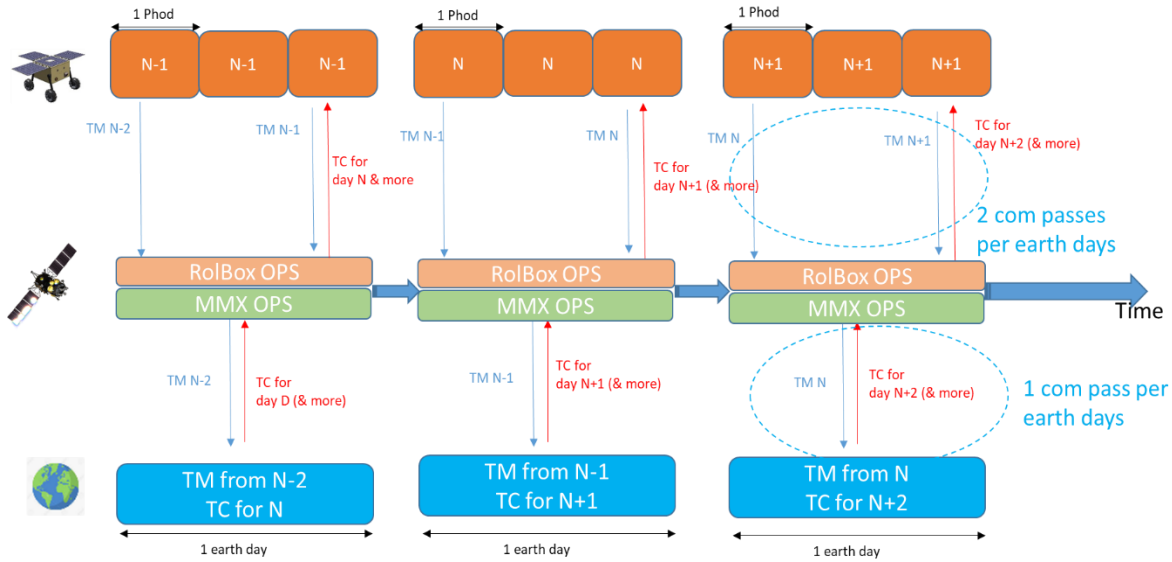 1 Phod
1 Phod
1 Phod
N-1
N-1
N-1
N
N
N
N+1
N+1
N+1
TM N-2
TM N-1
TC for
day N & more
TM N-1
TM N
TC for
day N+1 (& more)
TM N
TM N+1
TC for
day N+2 (& more)
2 com passes
per earth days
RolBox OPS
MMX OPS
RolBox OPS
MMX OPS
RolBox OPS
MMX OPS
Time
TM N-2
TC for
day D (& more)
TM N-1
TC for
day N+1 (& more)
TM N
TC for
day N+2 (& more)
1 com pass per
earth days
TM from N-2
TC for N
TM from N-1
TC for N+1
TM from N
TC for N+2
1 earth day
1 earth day
1 earth day